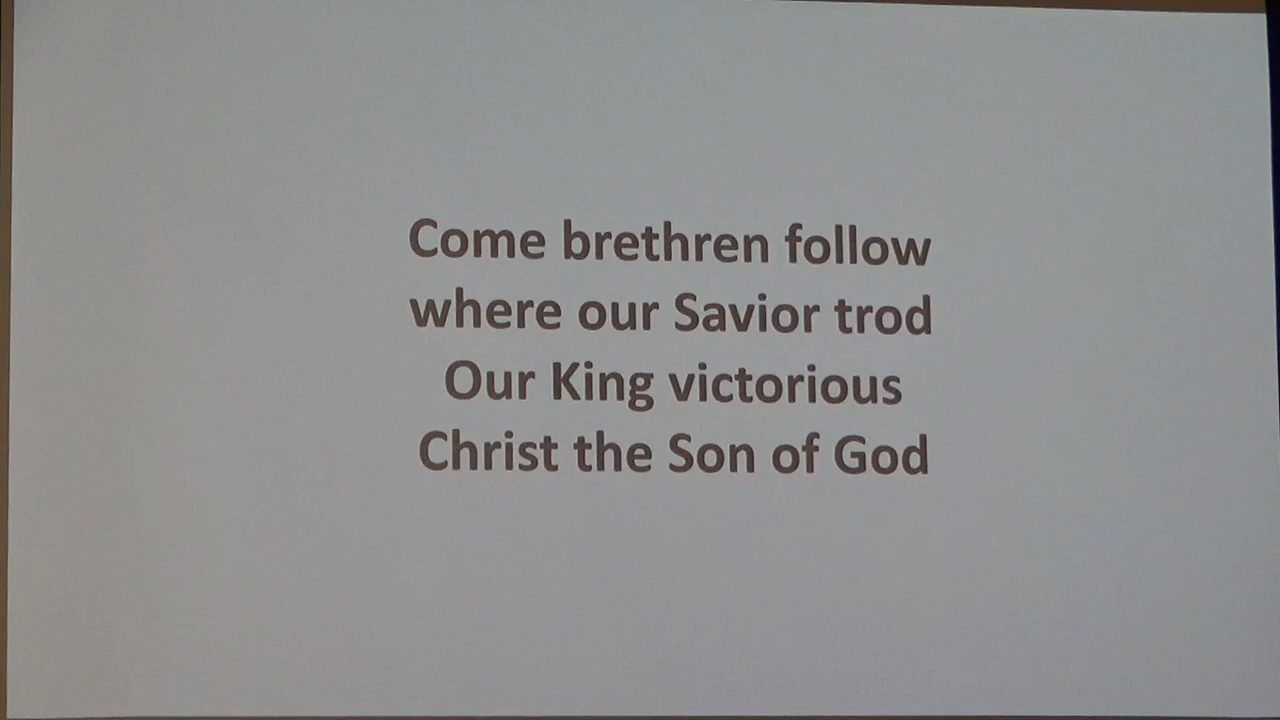 Come brethren follow
where our Savior trod
Our King victorious
Christ the Son of God